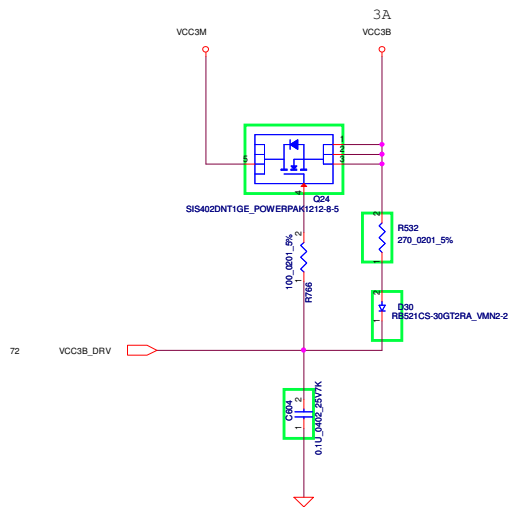 3A
VCC3M
VCC3B
1
2
5
3
4
Q24
SIS402DNT1GE_POWERPAK1212-8-5
2
R532
270_0201_5%
1
2
100_0201_5%
1
R766
2
D30
RB521CS-30GT2RA_VMN2-2
1
72
VCC3B_DRV
2
C604
1
0.1U_0402_25V7K